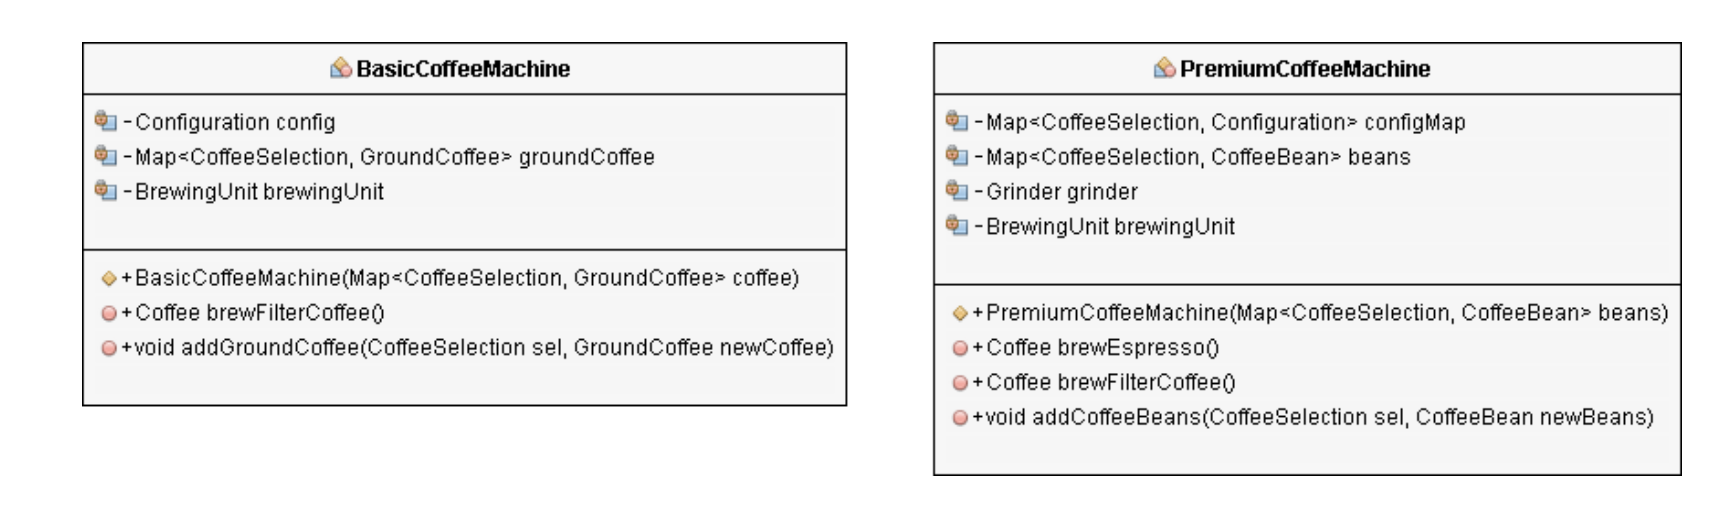 BasicCoffeeMachine
- Configuration config
- Map<CoffeeSelection, GroundCoffee> groundCoffee
- BrewingUnit brewingUnit
+ BasicCoffeeMachine(Map<CoffeeSelection, GroundCoffee> coffee)
+ Coffee brewFilterCoffee()
+void addGroundCoffee(CoffeeSelection sel, GroundCoffee newCoffee)
PremiumCoffeeMachine
- Map<CoffeeSelection, Configuration> configMap
- Map<CoffeeSelection, CoffeeBean> beans
- Grinder grinder
- BrewingUnit brewingUnit
+ PremiumCoffeeMachine(Map<CoffeeSelection, CoffeeBean> beans)
+ Coffee brewEspresso()
+ Coffee brewFilterCoffee()
+void addCoffeeBeans(CoffeeSelection sel, CoffeeBean newBeans)